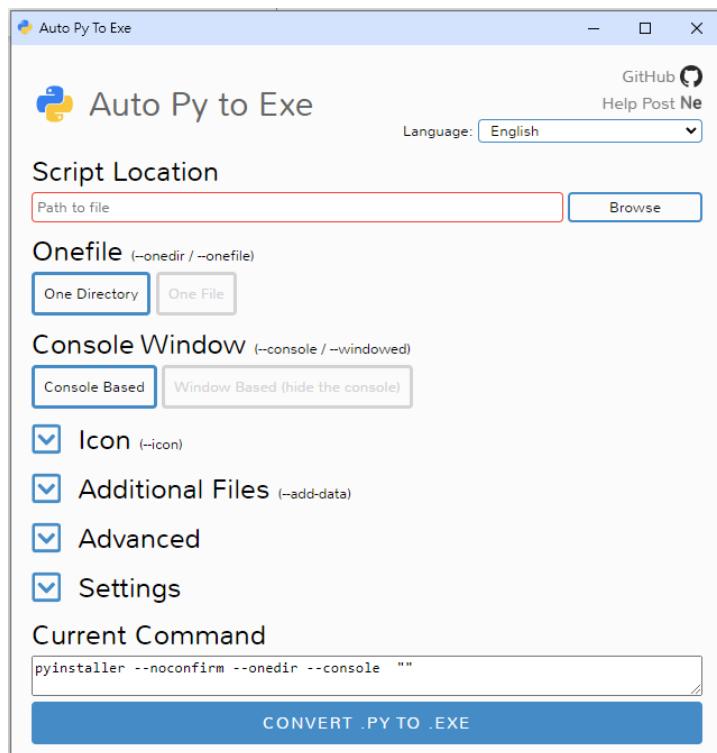 Auto Py To Exe
GitHub
Auto Py to Exe
Help Post Ne
Language: English
Script Location
Path to file
Browse
Onefile (--onedir / --onefile)
One Directory One File
Console Window (--console / --windowed)
Console Based Window Based (hide the console)
Icon (--icon)
Additional Files (--add-data)
Advanced
Settings
Current Command
pyinstaller --noconfirm --onedir --console  ""
CONVERT .PY TO .EXE